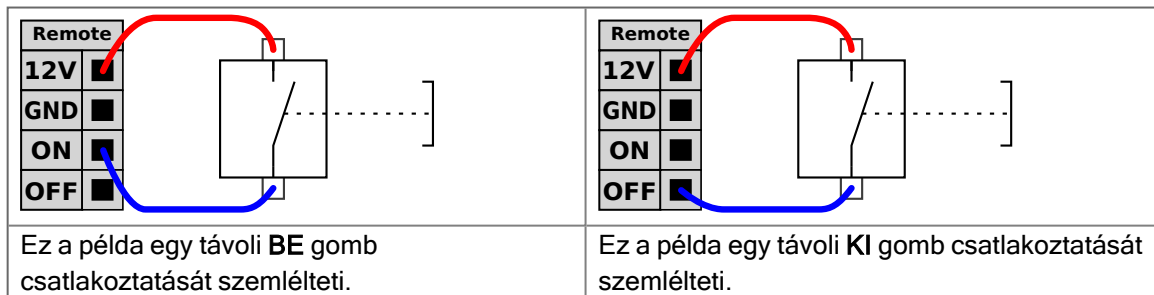 Remote
12V
GND
ON
OFF
Remote
12V
GND
ON
OFF
Ez a példa egy távoli BE gomb
csatlakoztatását szemlélteti.
Ez a példa egy távoli KI gomb csatlakoztatását
szemlélteti.